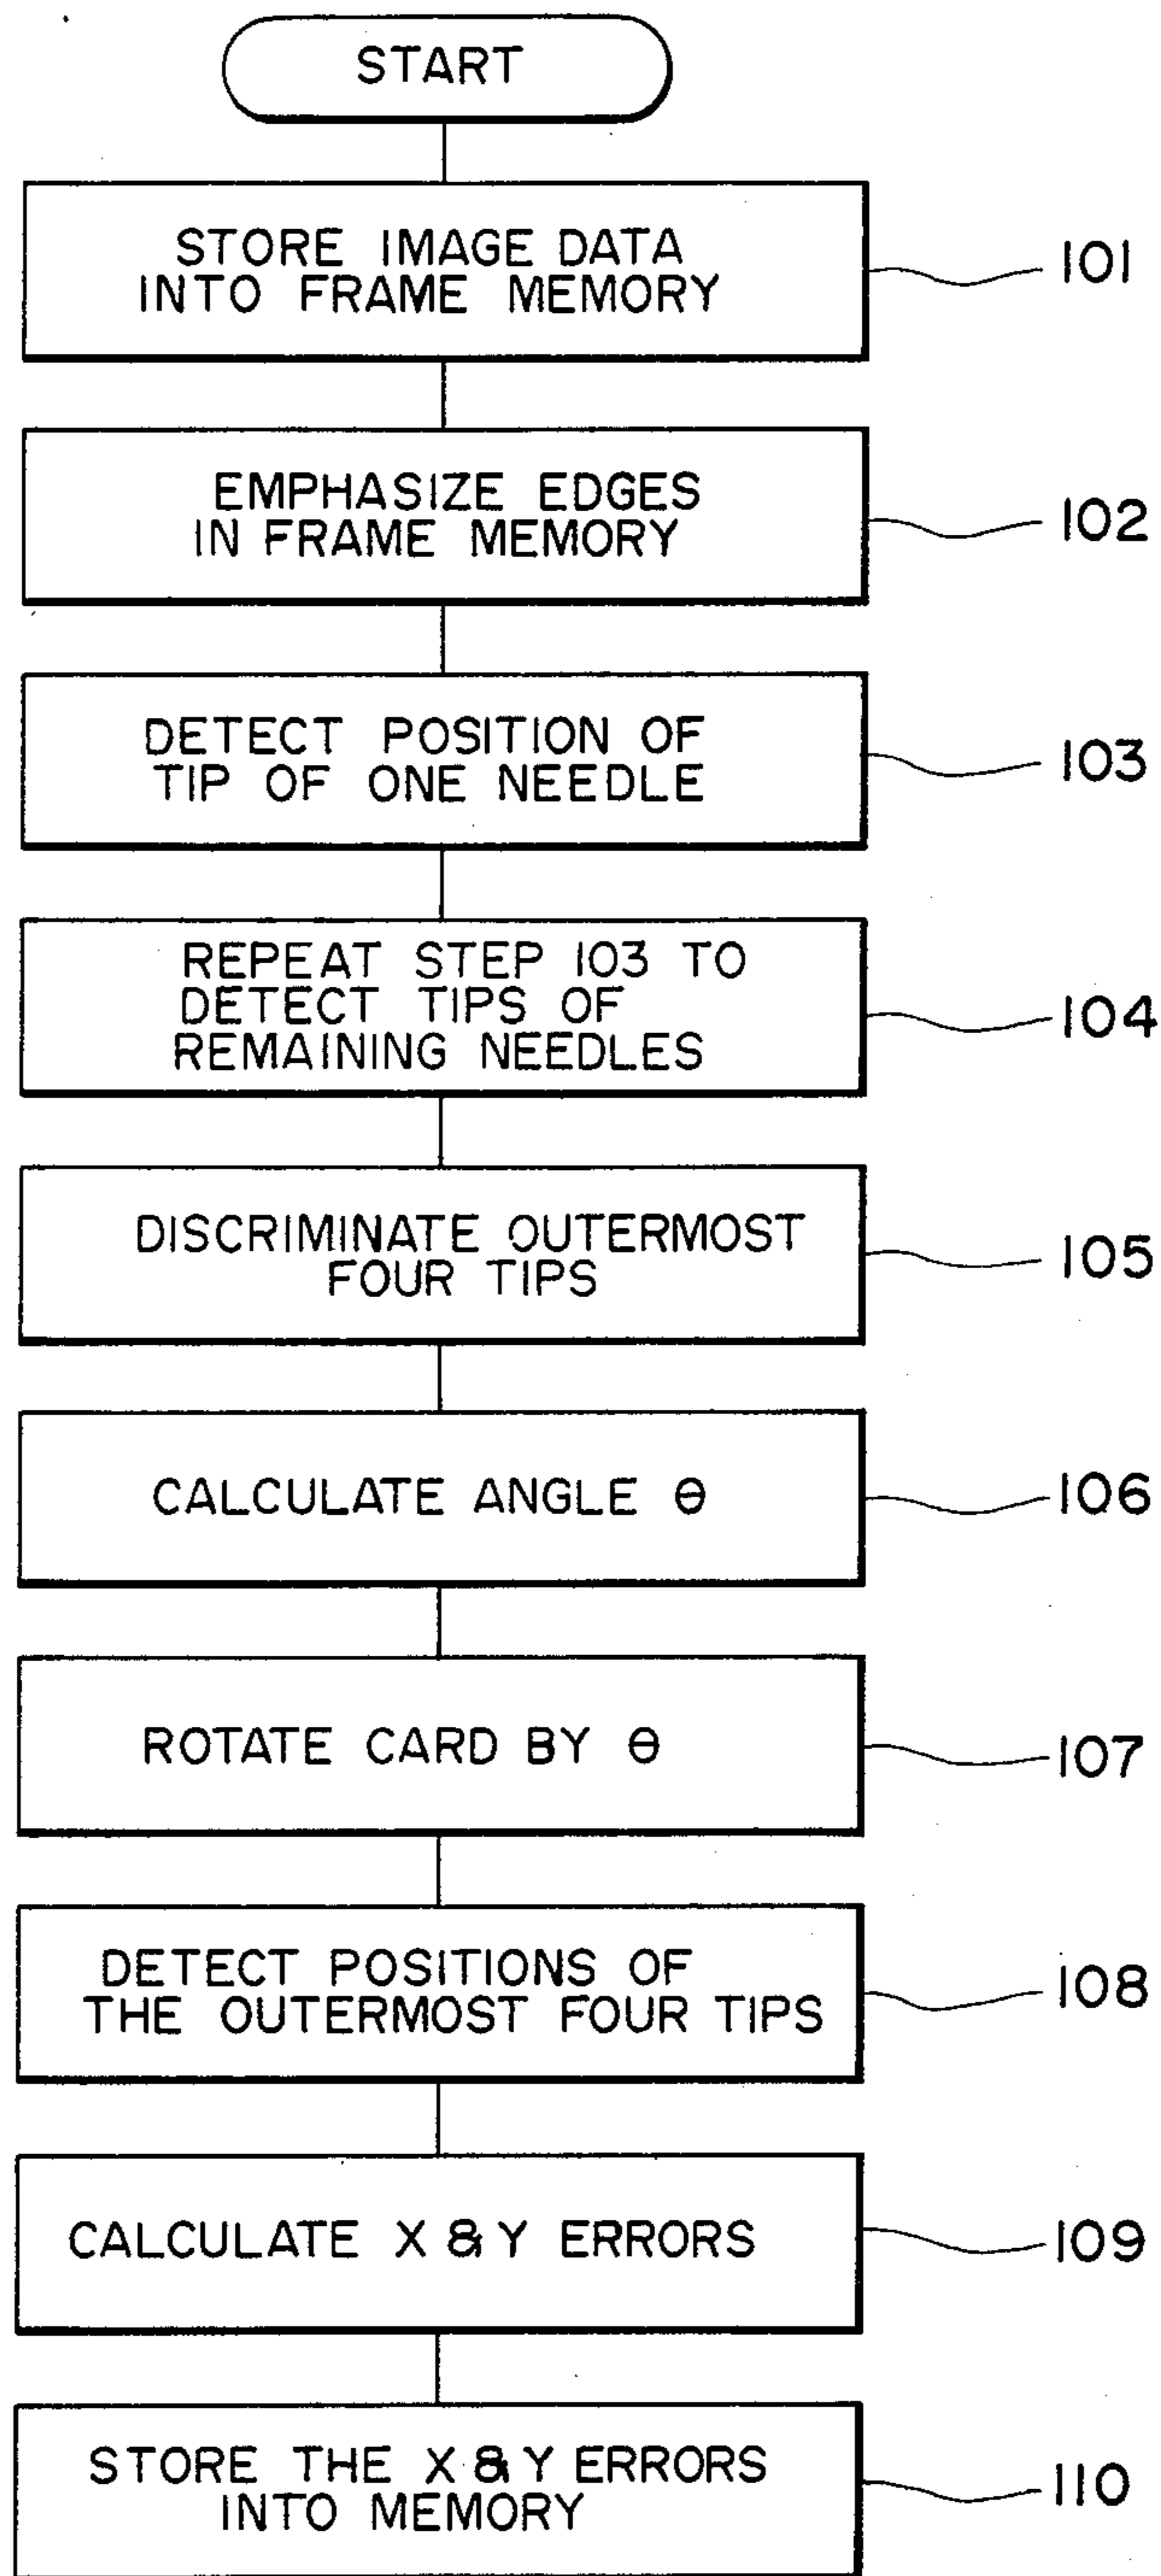 START
STORE IMAGE DATA
INTO FRAME MEMORY
101
EMPHASIZE EDGES
IN FRAME MEMORY
102
DETECT POSITION OF
TIP OF ONE NEEDLE
103
REPEAT STEP 103 TO
DETECT TIPS OF
REMAINING NEEDLES
104
DISCRIMINATE OUTERMOST
FOUR TIPS
105
CALCULATE ANGLE θ
106
ROTATE CARD BY θ
107
DETECT POSITIONS OF
THE OUTERMOST FOUR TIPS
108
CALCULATE X & Y ERRORS
109
STORE THE X & Y ERRORS
INTO MEMORY
110